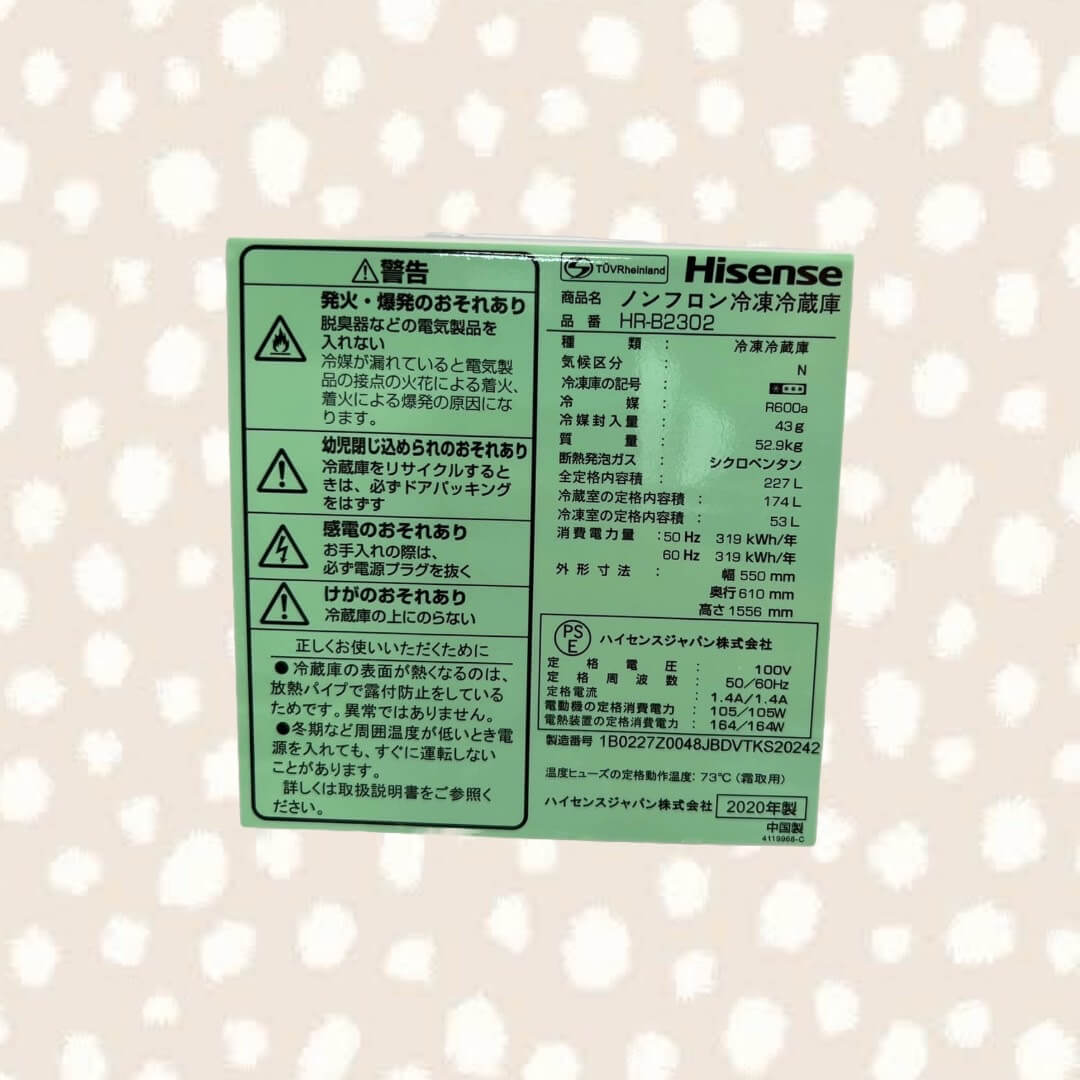 ⚠警告
発火・爆発のおそれあり
脱臭器などの電気製品を
入れない
冷媒が漏れていると電気製
品の接点の火花による着火、
着火による爆発の原因にな
ります。
幼児閉じ込められのおそれあり
冷蔵庫をリサイクルすると
きは、必ずドアパッキング
をはずす
感電のおそれあり
お手入れの際は、
必ず電源プラグを抜く
けがのおそれあり
冷蔵庫の上にのらない
正しくお使いいただくために
●冷蔵庫の表面が熱くなるのは、
放熱パイプで露付防止をしている
ためです。異常ではありません。
●冬期など周囲温度が低いとき電
源を入れても、すぐに運転しない
ことがあります。
詳しくは取扱説明書をご参照く
ださい。
TÜVRheinland Hisense
商品名 ノンフロン冷凍冷蔵庫
品番 HR-B2302
種類 : 冷凍冷蔵庫
気候区分 : N
冷凍庫の記号 :
冷媒 : R600a
冷媒封入量 : 43g
質量 : 52.9kg
断熱発泡ガス : シクロペンタン
全定格内容積 : 227 L
冷蔵室の定格内容積 : 174 L
冷凍室の定格内容積 : 53 L
消費電力量 :50 Hz 319 kWh/年
60 Hz 319 kWh/年
外形寸法 : 幅 550 mm
奥行 610 mm
高さ 1556 mm
PSE ハイセンスジャパン株式会社
定格電圧 : 100V
定格周波数 : 50/60Hz
定格電流 : 1.4A/1.4A
電動機の定格消費電力 : 105/105W
電熱装置の定格消費電力 : 164/164W
製造番号 1B0227Z0048JBDVTKS20242
温度ヒューズの定格動作温度: 73℃(霜取用)
ハイセンスジャパン株式会社 2020年製
中国製
4119968-C